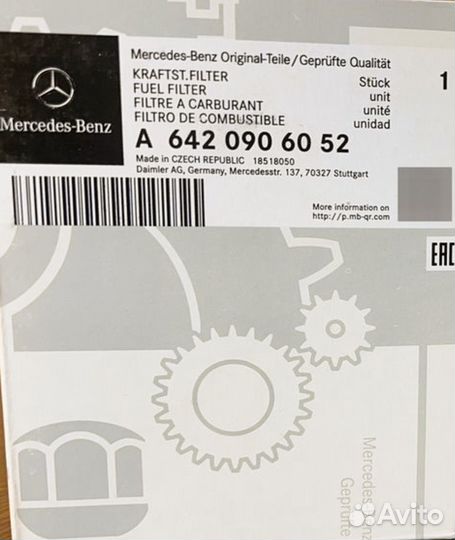 Mercedes-Benz Original-Teile/Geprüfte Qualität
KRAFTST.FILTER
FUEL FILTER
FILTRE A CARBURANT
FILTRO DE COMBUSTIBLE
Stück
unit
unité
unidad
1
Mercedes-Benz
A 642 090 60 52
Made in CZECH REPUBLIC 18518050
Daimler AG, Germany, Mercedesstr. 137, 70327 Stuttgart
More information on
http://p.mb-qr.com
EAC
Mercedes-Benz
Geprüfte
Avito